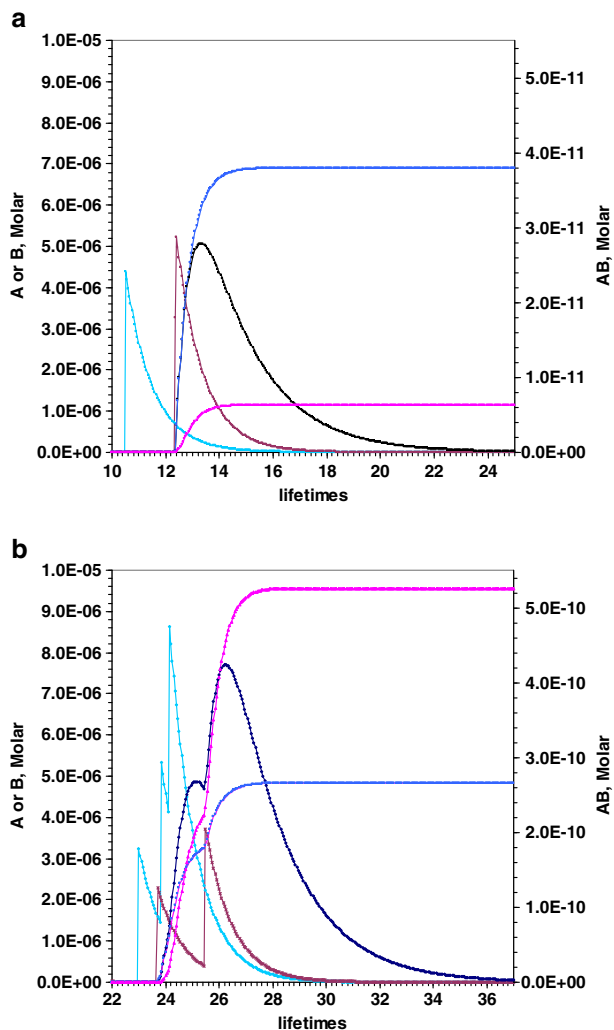 a
1.0E-05
9.0E-06
8.0E-06
7.0E-06
6.0E-06
5.0E-06
4.0E-06
3.0E-06
2.0E-06
1.0E-06
0.0E+00
A or B, Molar
5.0E-11
4.0E-11
3.0E-11
2.0E-11
1.0E-11
0.0E+00
AB, Molar
10 12 14 16 18 20 22 24
lifetimes
b
1.0E-05
9.0E-06
8.0E-06
7.0E-06
6.0E-06
5.0E-06
4.0E-06
3.0E-06
2.0E-06
1.0E-06
0.0E+00
A or B, Molar
5.0E-10
4.0E-10
3.0E-10
2.0E-10
1.0E-10
0.0E+00
AB, Molar
22 24 26 28 30 32 34 36
lifetimes